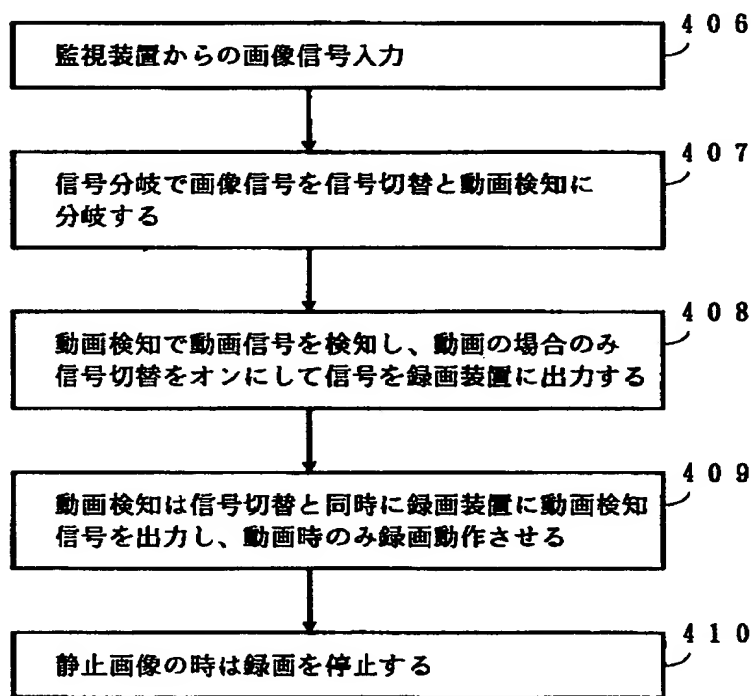 406
監視装置からの画像信号入力
407
信号分岐で画像信号を信号切替と動画検知に
分岐する
408
動画検知で動画信号を検知し、動画の場合のみ
信号切替をオンにして信号を録画装置に出力する
409
動画検知は信号切替と同時に録画装置に動画検知
信号を出力し、動画時のみ録画動作させる
410
静止画像の時は録画を停止する